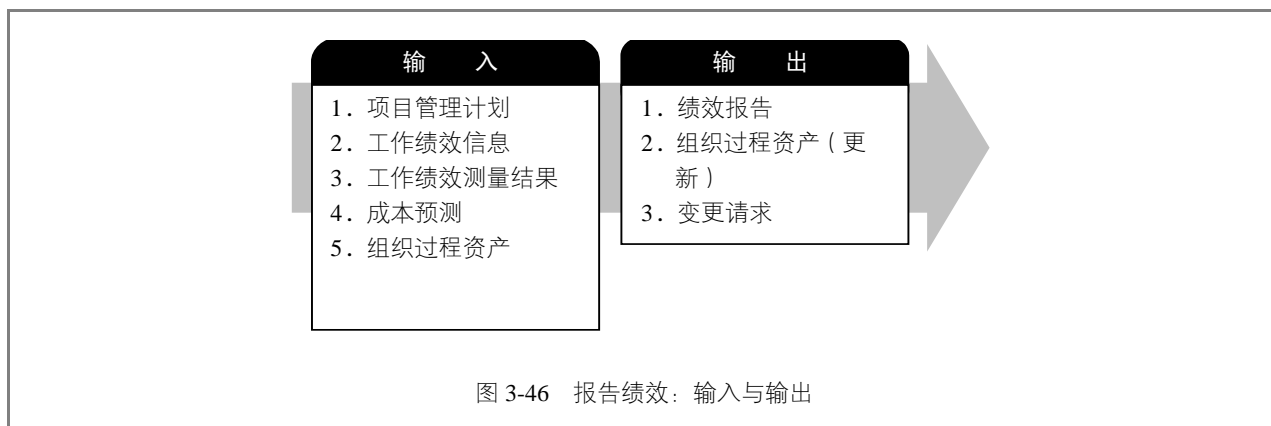 输 入
1．项目管理计划
2．工作绩效信息
3．工作绩效测量结果
4．成本预测
5．组织过程资产
输 出
1．绩效报告
2．组织过程资产（更
新）
3．变更请求
图 3-46 报告绩效：输入与输出